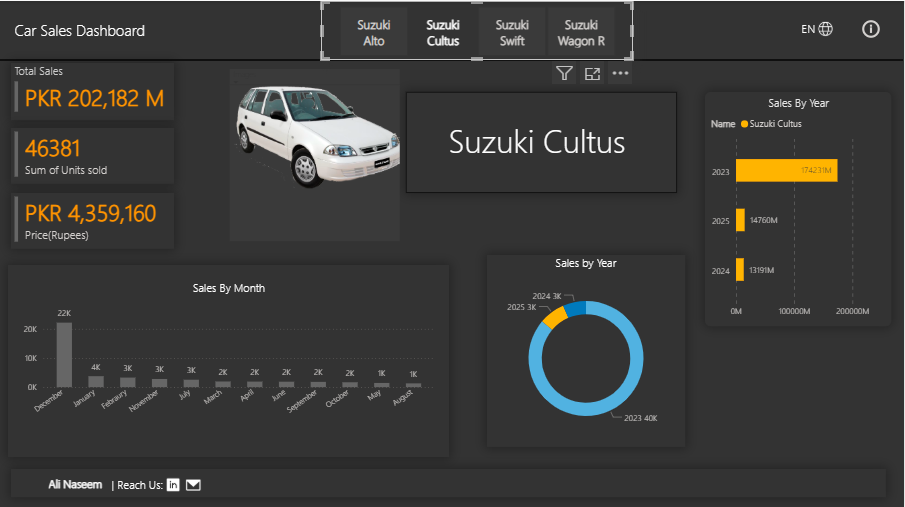 Car Sales Dashboard
Suzuki Alto
Suzuki Cultus
Suzuki Swift
Suzuki Wagon R
EN
Total Sales
PKR 202,182 M
46381
Sum of Units sold
PKR 4,359,160
Price(Rupees)
Suzuki Cultus
Sales By Year
Name Suzuki Cultus
2023 174231M
2025 14760M
2024 13191M
0M 100000M 200000M
Sales By Month
20K
10K
0K
22K 4K 3K 3K 3K 2K 2K 2K 2K 2K 1K 1K
December January Febraury November July March April June September October May August
Sales by Year
2024 3K
2025 3K
2023 40K
Ali Naseem | Reach Us: in